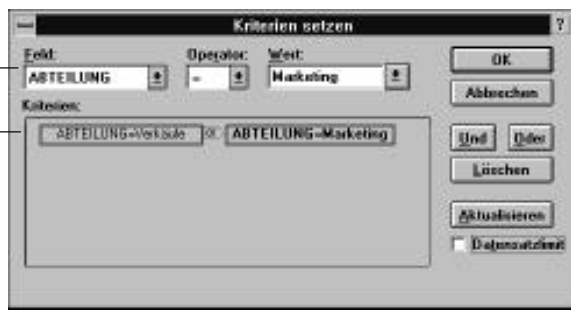 Kriterien setzen ?
Feld: Operator: Wert:
ABTEILUNG = Marketing
OK
Abbrechen
Kriterien:
ABTEILUNG=Verkäufe ABTEILUNG=Marketing
Und Oder
Löschen
Aktualisieren
Datensatzlimit